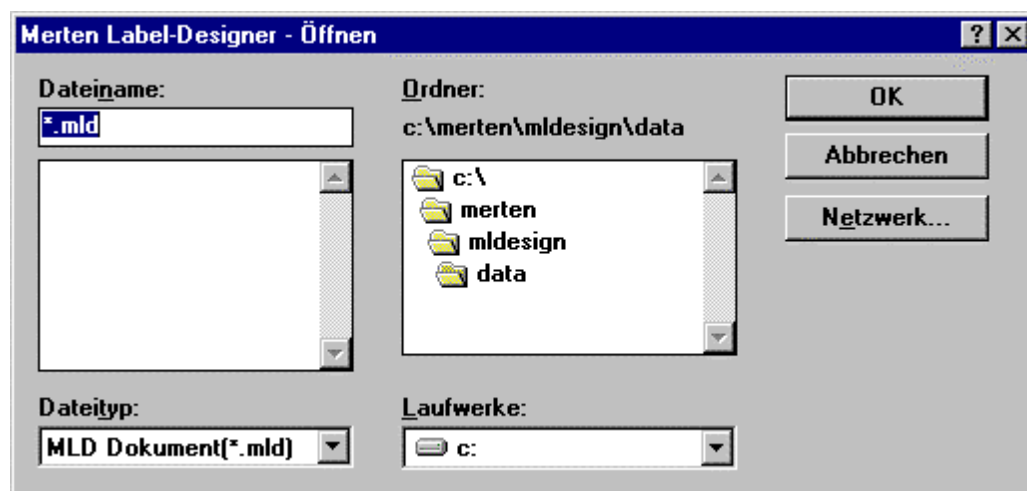 Merten Label-Designer - Öffnen
Dateiname:
*.mld
Ordner:
c:\merten\mldesign\data
c:\
merten
mldesign
data
OK
Abbrechen
Netzwerk...
Dateityp:
MLD Dokument(*.mld)
Laufwerke:
c: